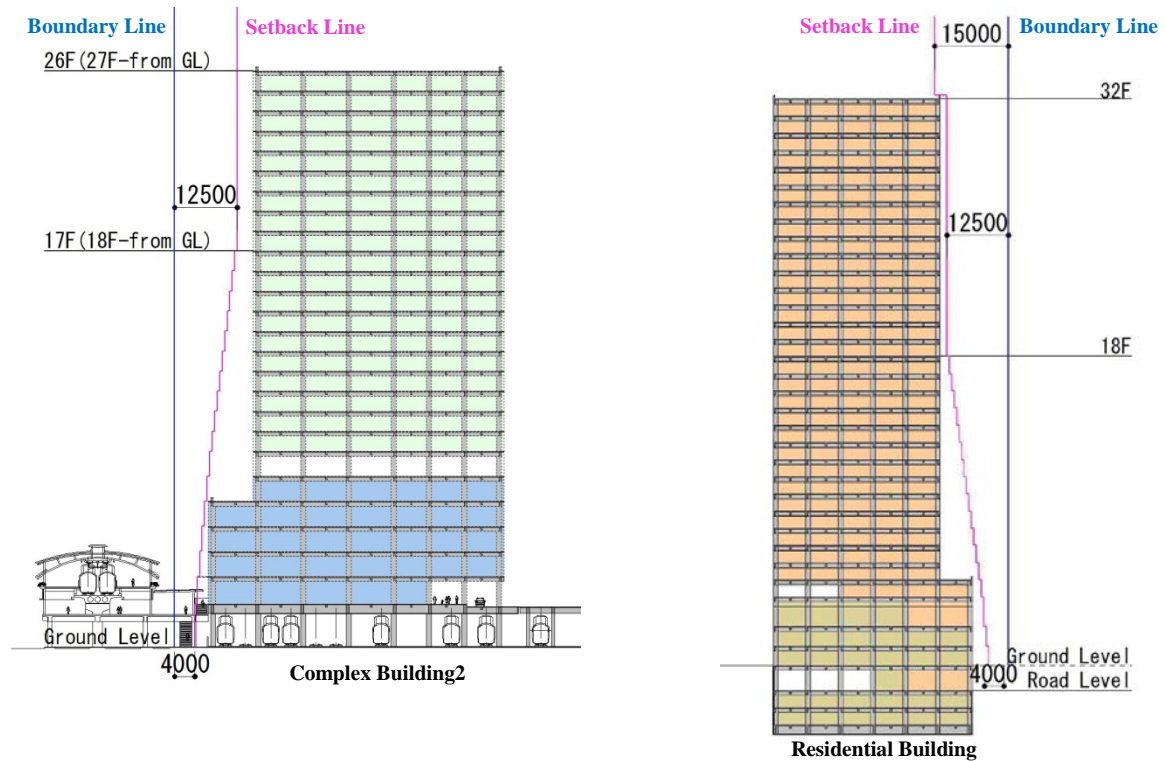 Boundary Line
Setback Line
26F(27F-from GL)
12500
17F(18F-from GL)
Ground Level
4000
Complex Building2
Setback Line
Boundary Line
15000
32F
12500
18F
Ground Level
4000
Road Level
Residential Building